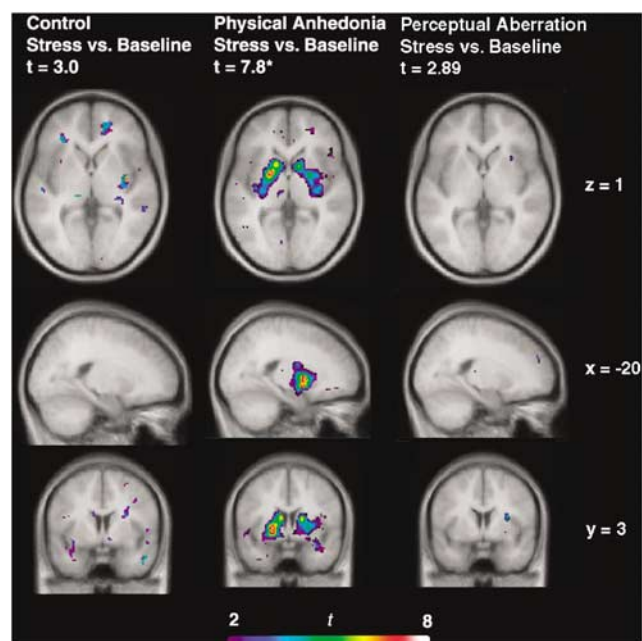 Control
Stress vs. Baseline
t = 3.0
Physical Anhedonia
Stress vs. Baseline
t = 7.8*
Perceptual Aberration
Stress vs. Baseline
t = 2.89
z = 1
x = -20
y = 3
2 t 8